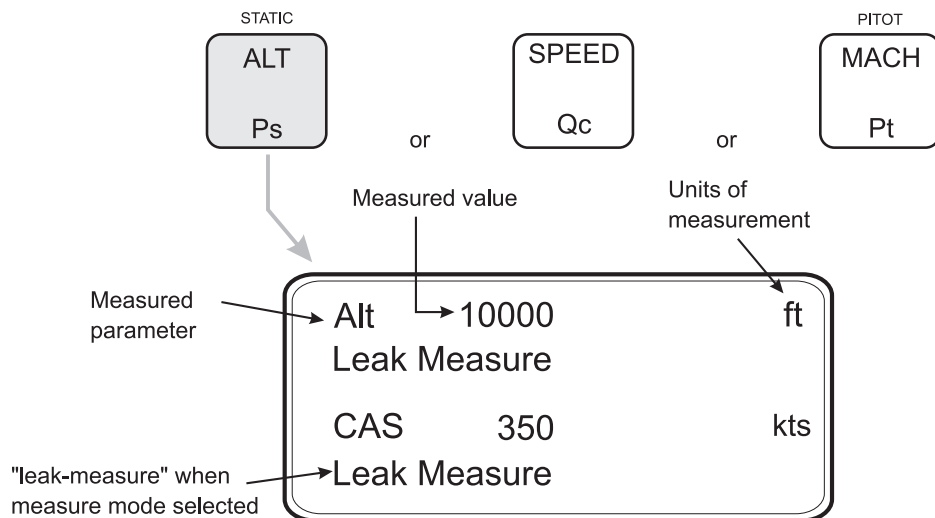 STATIC
ALT
Ps
or
SPEED
Qc
or
PITOT
MACH
Pt
Measured value
Units of
measurement
Measured
parameter
Alt 10000 ft
Leak Measure
CAS 350 kts
Leak Measure
"leak-measure" when
measure mode selected